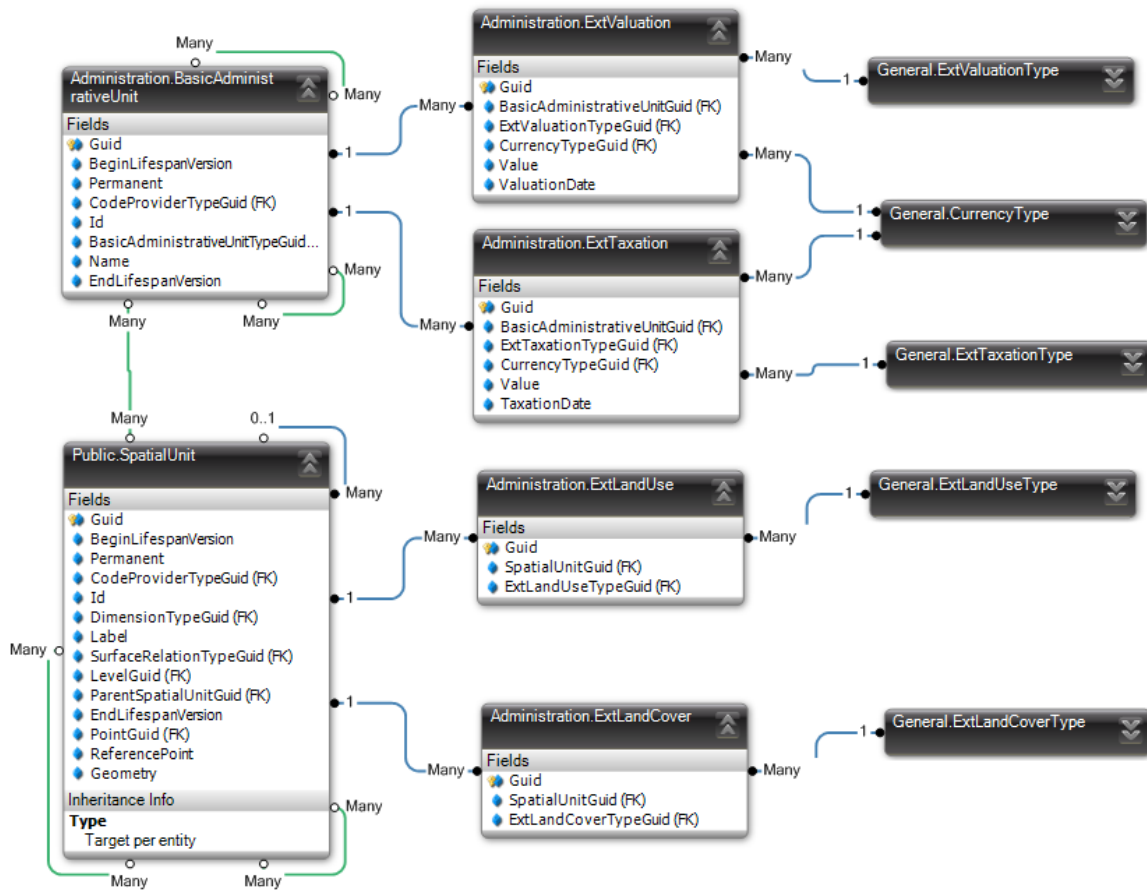 Many
Administration.BasicAdminist
rativeUnit
Many
Fields
Guid
BeginLifespanVersion
1
Permanent
CodeProviderTypeGuid (FK)
Id
1
BasicAdministrativeUnitTypeGuid...
Name
Many
EndLifespanVersion
Many
Many
Administration.ExtValuation
Fields
Guid
Many
BasicAdministrativeUnitGuid (FK)
ExtValuationTypeGuid (FK)
CurrencyTypeGuid (FK)
Value
ValuationDate
Many
1
General.ExtValuationType
Many
1
General.CurrencyType
1
Administration.ExtTaxation
Fields
Guid
Many
BasicAdministrativeUnitGuid (FK)
ExtTaxationTypeGuid (FK)
CurrencyTypeGuid (FK)
Value
TaxationDate
Many
Many
1
General.ExtTaxationType
Many
0..1
Public.SpatialUnit
Many
Fields
Guid
BeginLifespanVersion
Permanent
CodeProviderTypeGuid (FK)
Id
1
DimensionTypeGuid (FK)
Label
Many
SurfaceRelationTypeGuid (FK)
LevelGuid (FK)
ParentSpatialUnitGuid (FK)
1
EndLifespanVersion
PointGuid (FK)
ReferencePoint
Geometry
Inheritance Info
Many
Type
Target per entity
Many
Many
Administration.ExtLandUse
Fields
Many
Guid
SpatialUnitGuid (FK)
ExtLandUseTypeGuid (FK)
Many
1
General.ExtLandUseType
Administration.ExtLandCover
Fields
Many
Guid
SpatialUnitGuid (FK)
ExtLandCoverTypeGuid (FK)
Many
1
General.ExtLandCoverType